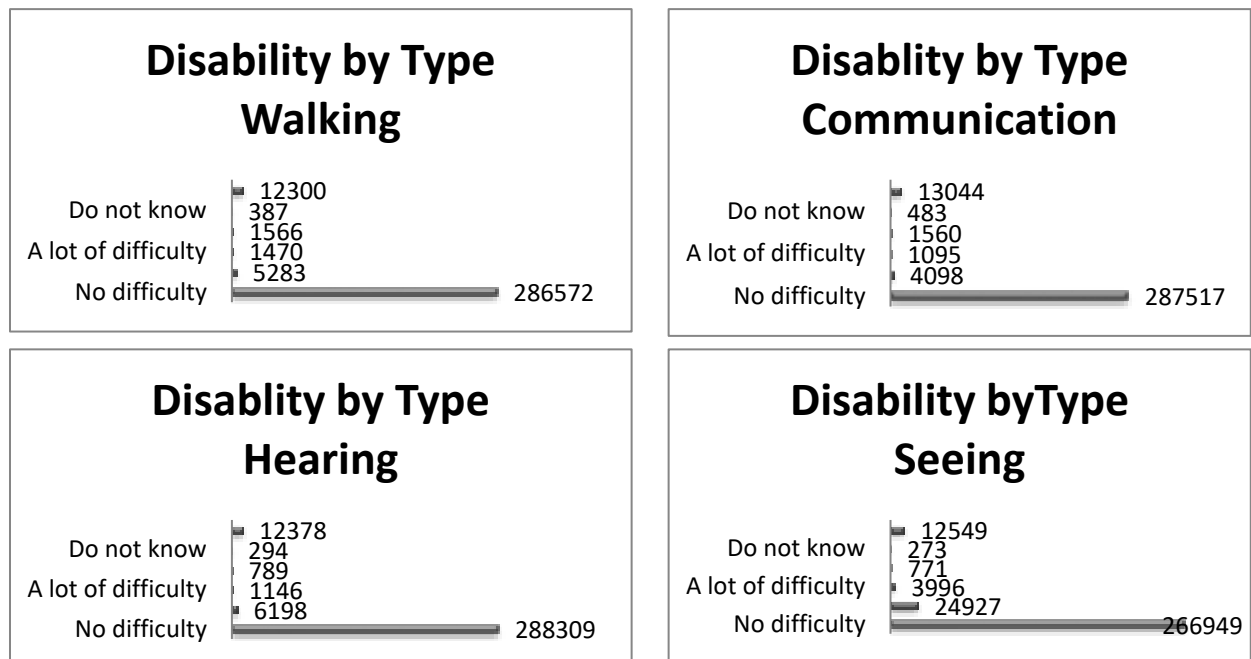 Disability by Type
Walking
12300
Do not know 387
1566
A lot of difficulty 1470
5283
No difficulty 286572
Disablity by Type
Communication
13044
Do not know 483
1560
A lot of difficulty 1095
4098
No difficulty 287517
Disablity by Type
Hearing
12378
Do not know 294
789
A lot of difficulty 1146
6198
No difficulty 288309
Disability byType
Seeing
12549
Do not know 273
771
A lot of difficulty 3996
24927
No difficulty 266949